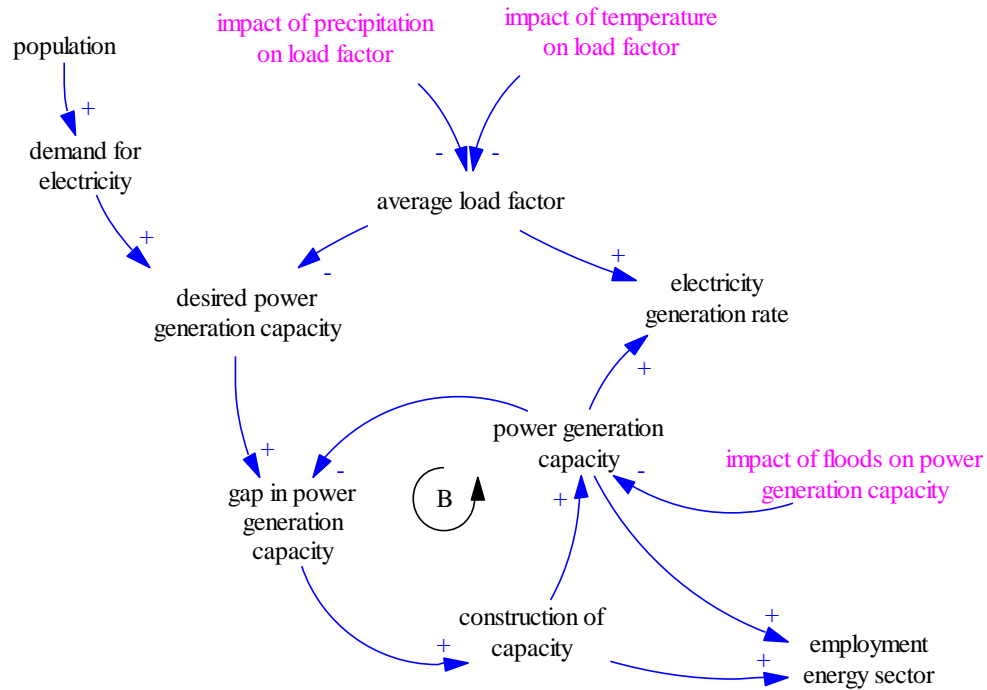 impact of precipitation
on load factor
impact of temperature
on load factor
population
+
demand for
electricity
-
-
average load factor
+
-
+
desired power
generation capacity
electricity
generation rate
+
power generation
capacity
+
-
-
impact of floods on power
generation capacity
gap in power
generation
capacity
B
+
construction of
capacity
+
+
+
employment
energy sector